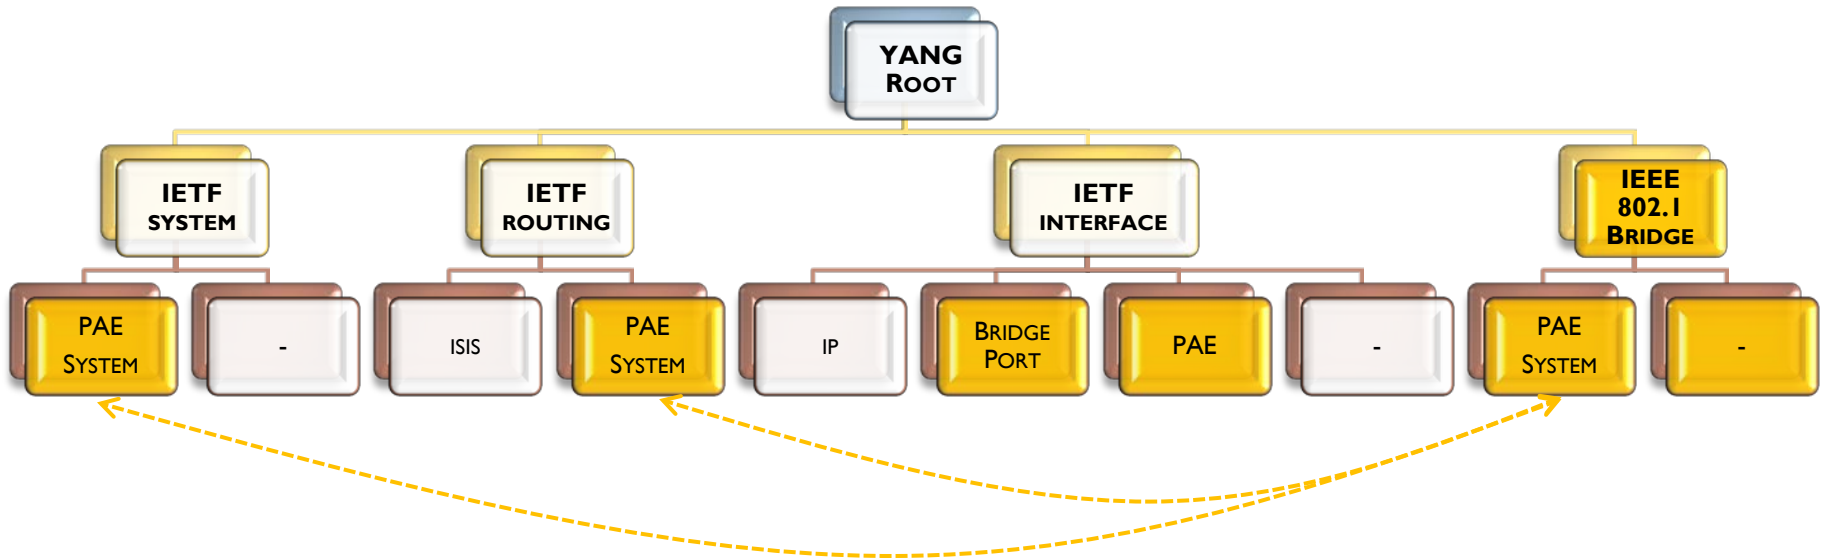 YANG
ROOT
IETF
SYSTEM
IETF
ROUTING
IETF
INTERFACE
IEEE
802.1
BRIDGE
PAE
SYSTEM
-
ISIS
PAE
SYSTEM
IP
BRIDGE
PORT
PAE
-
PAE
SYSTEM
-